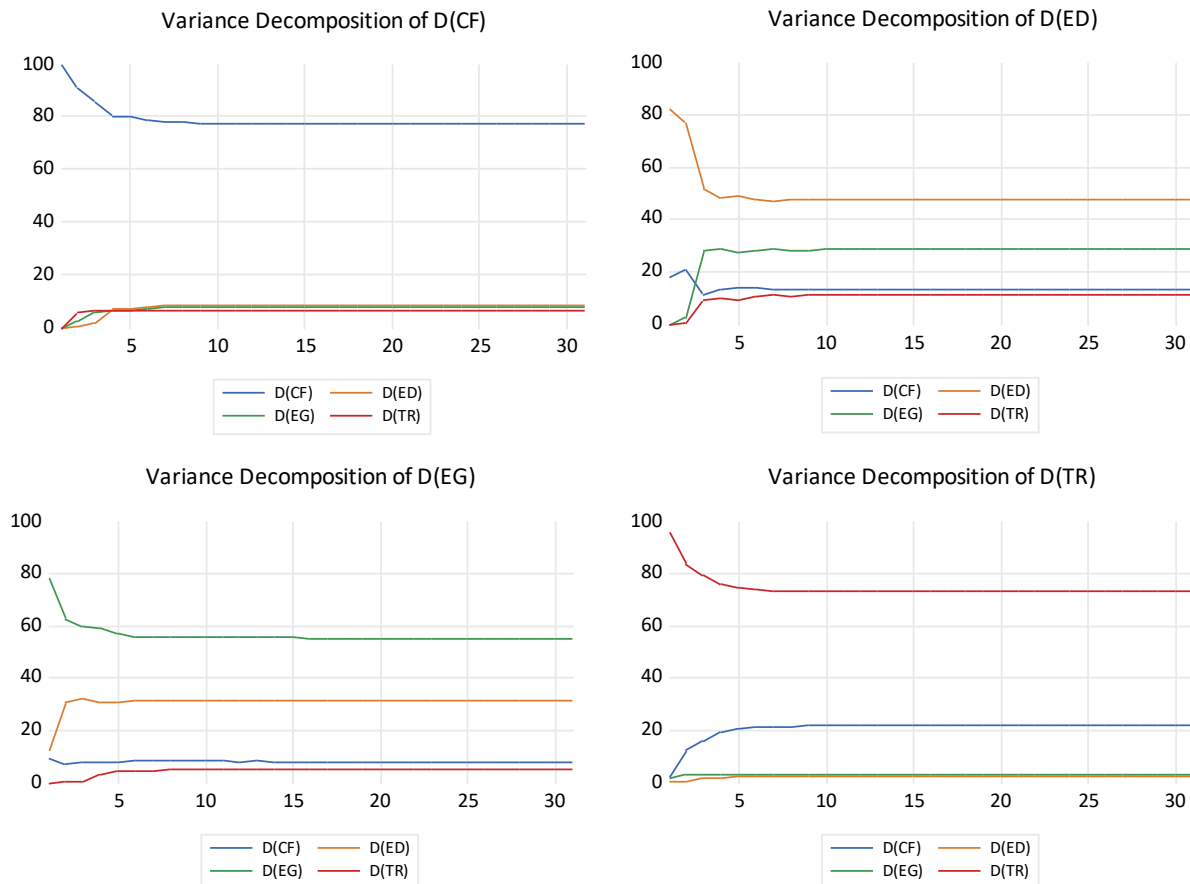 Variance Decomposition of D(CF)
100
80
60
40
20
0
5 10 15 20 25 30
D(CF) D(ED)
D(EG) D(TR)
Variance Decomposition of D(ED)
100
80
60
40
20
0
5 10 15 20 25 30
D(CF) D(ED)
D(EG) D(TR)
Variance Decomposition of D(EG)
100
80
60
40
20
0
5 10 15 20 25 30
D(CF) D(ED)
D(EG) D(TR)
Variance Decomposition of D(TR)
100
80
60
40
20
0
5 10 15 20 25 30
D(CF) D(ED)
D(EG) D(TR)